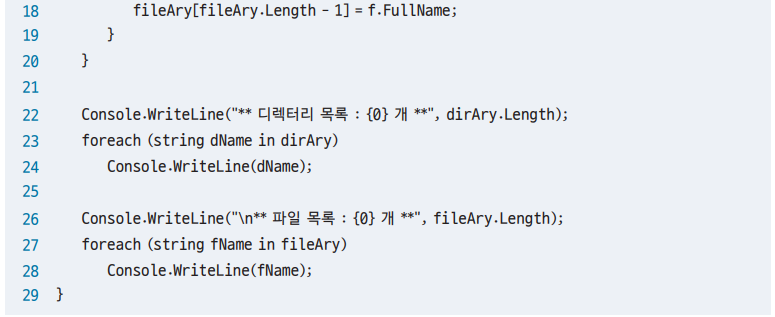 18 fileAry[fileAry.Length - 1] = f.FullName;
19 }
20 }
21
22 Console.WriteLine("** 디렉터리 목록 : {0} 개 **", dirAry.Length);
23 foreach (string dName in dirAry)
24 Console.WriteLine(dName);
25
26 Console.WriteLine("\n** 파일 목록 : {0} 개 **", fileAry.Length);
27 foreach (string fName in fileAry)
28 Console.WriteLine(fName);
29 }